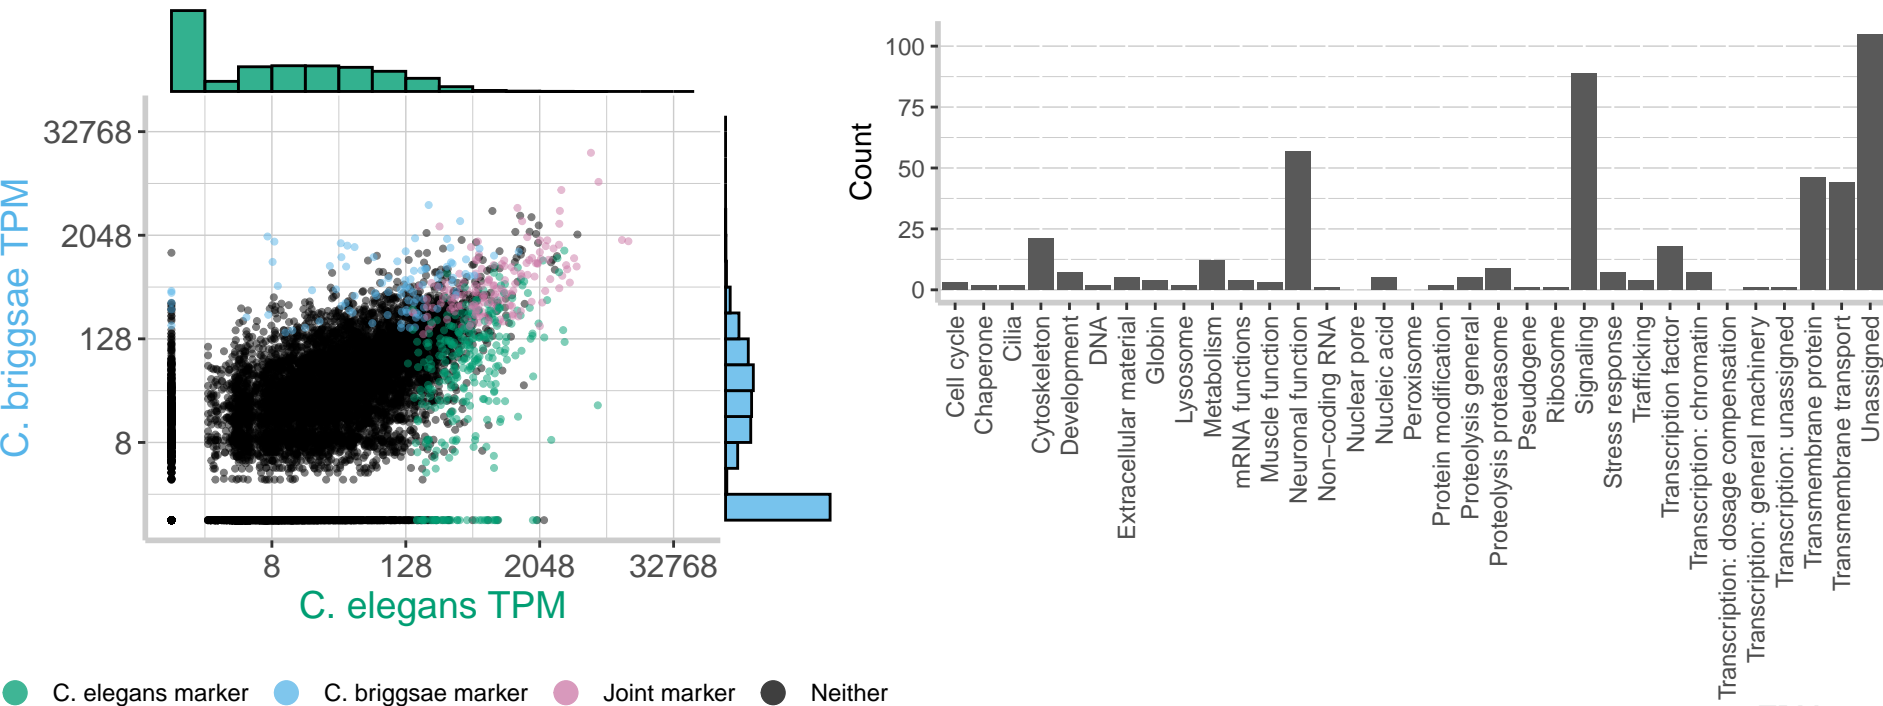 32768
2048
128
8
C. briggsae TPM
8
128
2048
32768
C. elegans TPM
C. elegans marker
C. briggsae marker
Joint marker
Neither
100
75
50
25
0
Count
Cell cycle
Chaperone
Cilia
Cytoskeleton
Development
DNA
Extracellular material
Globin
Lysosome
Metabolism
mRNA functions
Muscle function
Neuronal function
Non−coding RNA
Nuclear pore
Nucleic acid
Peroxisome
Protein modification
Proteolysis general
Proteolysis proteasome
Pseudogene
Ribosome
Signaling
Stress response
Trafficking
Transcription factor
Transcription: chromatin
Transcription: dosage compensation
Transcription: general machinery
Transcription: unassigned
Transmembrane protein
Transmembrane transport
Unassigned